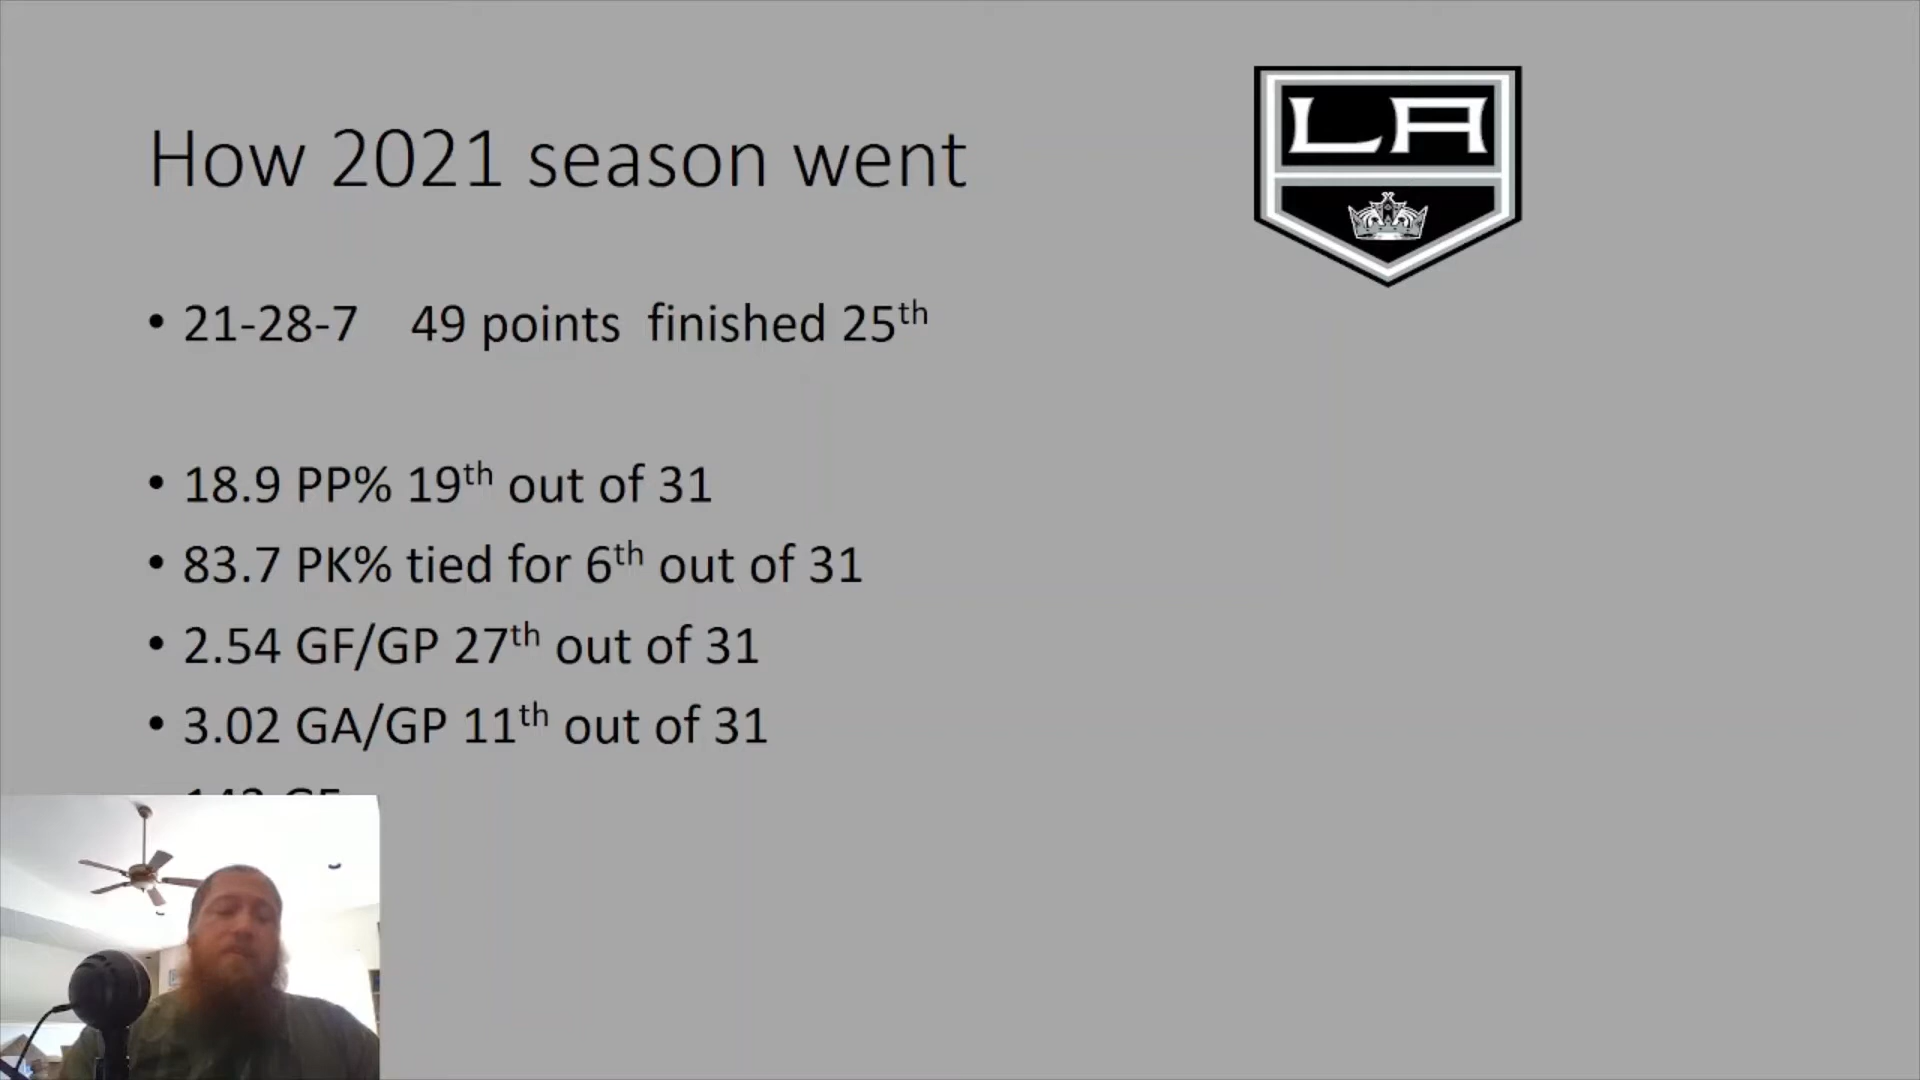 LA
How 2021 season went
• 21-28-7 49 points finished 25th
• 18.9 PP% 19th out of 31
• 83.7 PK% tied for 6th out of 31
• 2.54 GF/GP 27th out of 31
• 3.02 GA/GP 11th out of 31